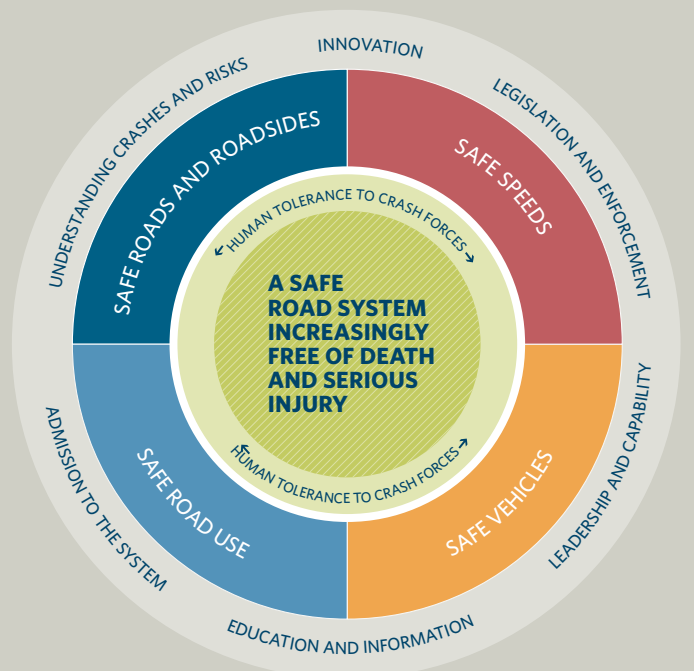 INNOVATION
LEGISLATION AND ENFORCEMENT
LEADERSHIP AND CAPABILITY
EDUCATION AND INFORMATION
ADMISSION TO THE SYSTEM
UNDERSTANDING CRASHES AND RISKS
SAFE ROADS AND ROADSIDES
SAFE SPEEDS
SAFE VEHICLES
SAFE ROAD USE
HUMAN TOLERANCE TO CRASH FORCES
A SAFE
ROAD SYSTEM
INCREASINGLY
FREE OF DEATH
AND SERIOUS
INJURY
HUMAN TOLERANCE TO CRASH FORCES